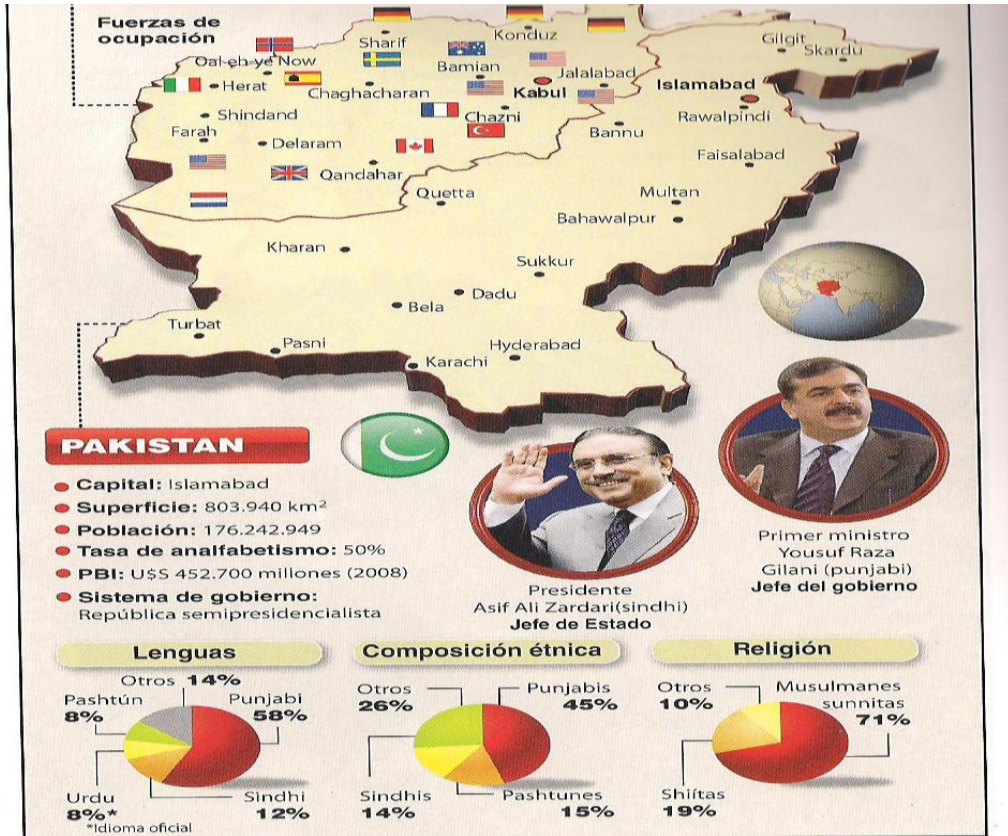 Fuerzas de
ocupación
Sharif
Konduz
Gilgit
Skardu
Oal-eh-ye Now
Bamian
Jalalabad
Herat
Chaghacharan
Kabul
Islamabad
Shindand
Chazni
Rawalpindi
Farah
Bannu
Delaram
Faisalabad
Qandahar
Quetta
Multan
Bahawalpur
Kharan
Sukkur
Dadu
Bela
Turbat
Pasni
Hyderabad
Karachi
PAKISTAN
Capital: Islamabad
Superficie: 803.940 km²
Población: 176.242.949
Tasa de analfabetismo: 50%
PBI: U$S 452.700 millones (2008)
Sistema de gobierno:
República semipresidencialista
Presidente
Asif Ali Zardari(sindhi)
Jefe de Estado
Primer ministro
Yousuf Raza
Gilani (punjabi)
Jefe del gobierno
Lenguas
Otros 14%
Pashtún
8%
Punjabi
58%
Urdu
8%*
Sindhi
12%
*Idioma oficial
Composición étnica
Otros
26%
Punjabis
45%
Sindhis
14%
Pashtunes
15%
Religión
Otros
10%
Musulmanes
sunnitas
71%
Shiítas
19%